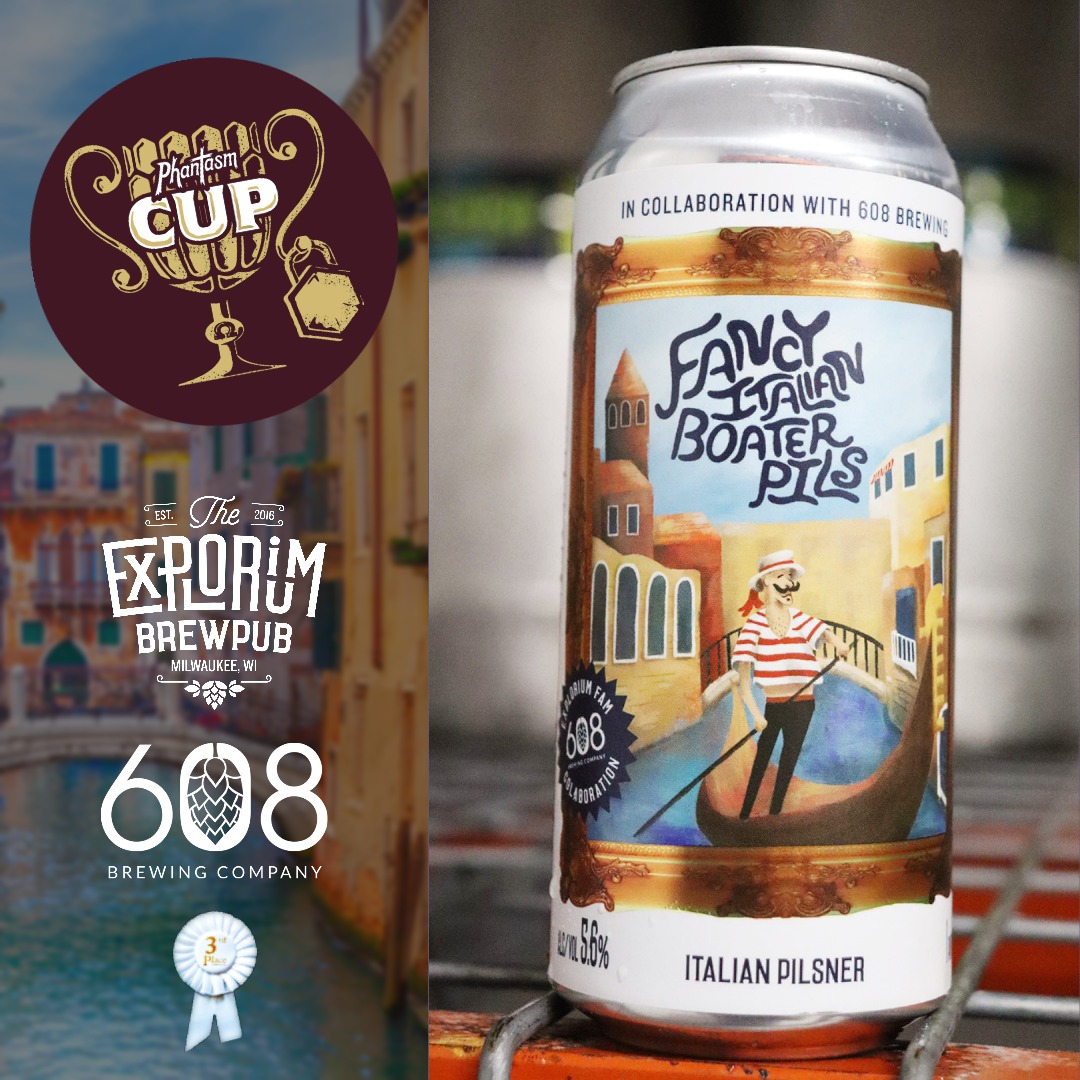 Phantasm
CUP
EST. The 2016
EXPLORIUM
BREWPUB
MILWAUKEE, WI
608
BREWING COMPANY
3rd
Place
IN COLLABORATION WITH 608 BREWING
FANCY
ITALIAN
BOATER
PILS
EXPLORIUM FAM
608
BREWING COMPANY
COLABORATION
ALC/VOL 5.6%
ITALIAN PILSNER